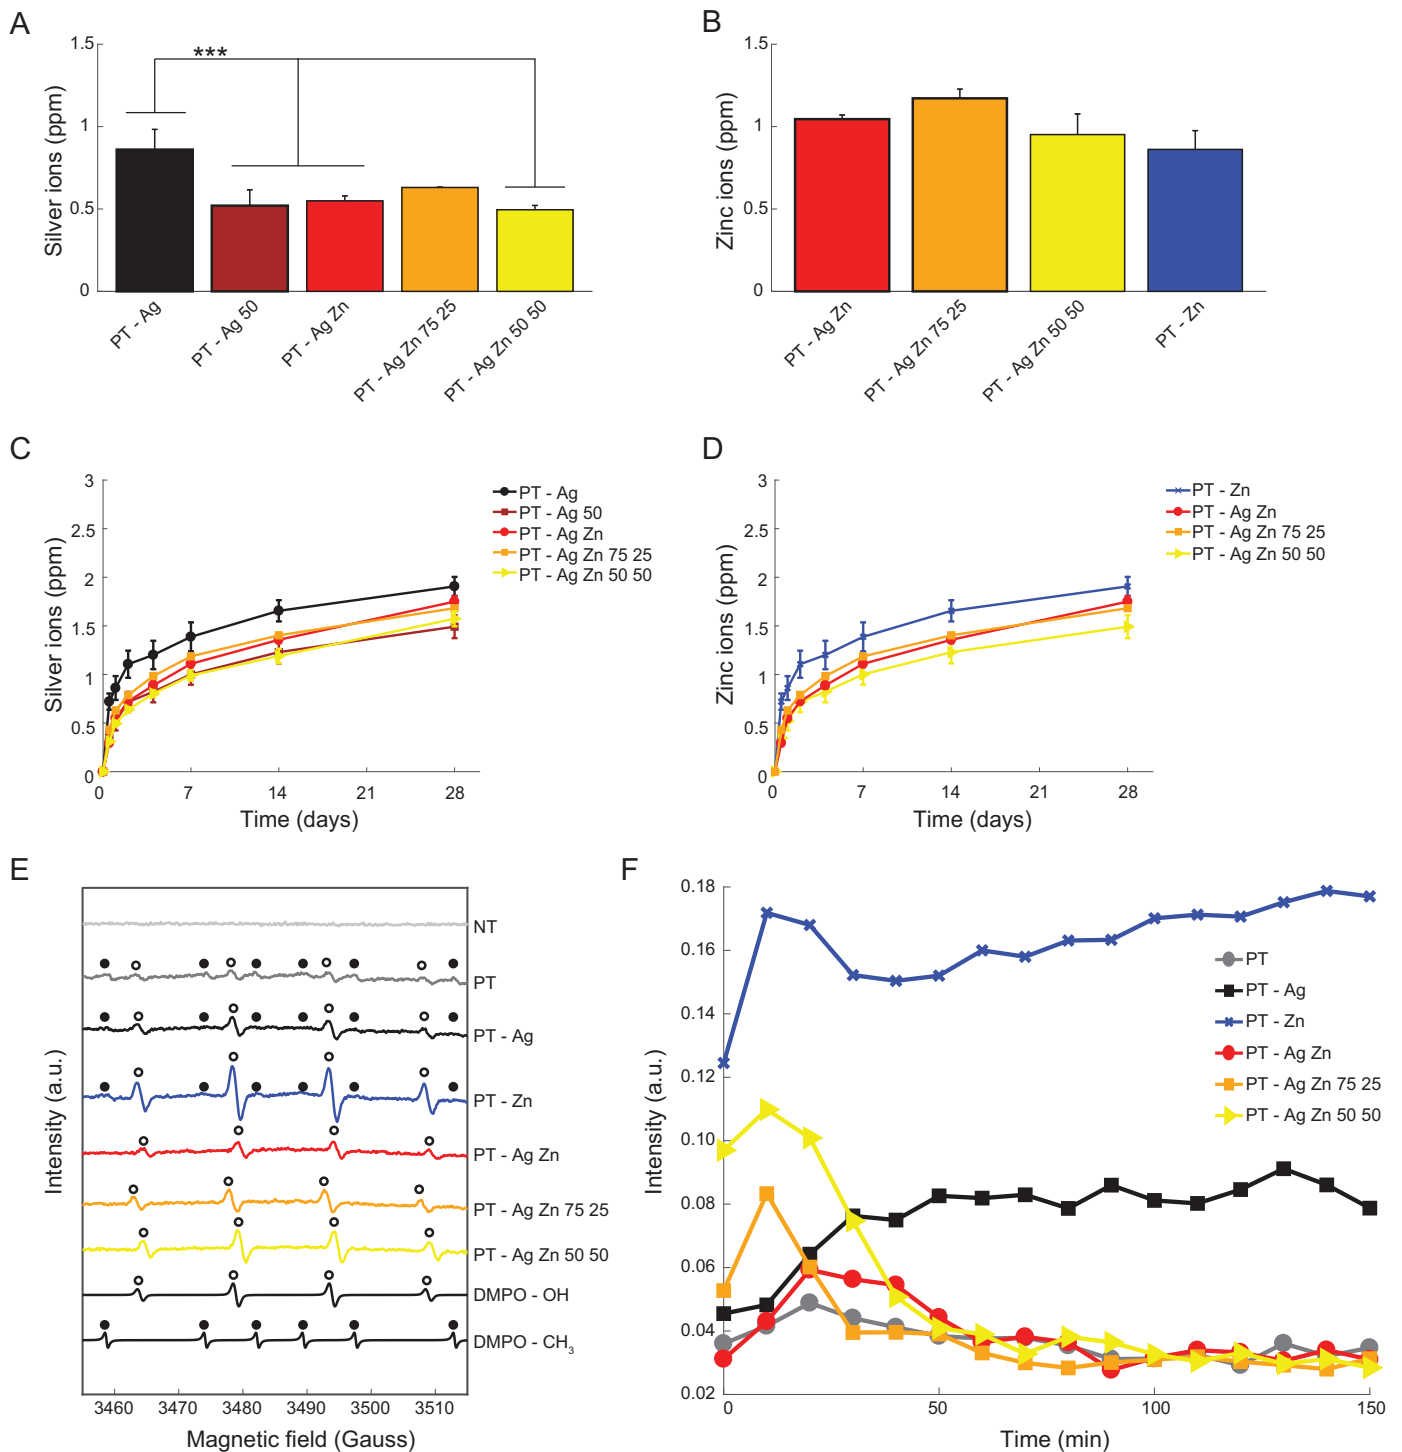 A
1.5
1
0.5
0
Silver ions (ppm)
***
PT - Ag
PT - Ag 50
PT - Ag Zn
PT - Ag Zn 75 25
PT - Ag Zn 50 50
B
1.5
1
0.5
0
Zinc ions (ppm)
PT - Ag Zn
PT - Ag Zn 75 25
PT - Ag Zn 50 50
PT - Zn
C
3
2.5
2
1.5
1
0.5
0
Silver ions (ppm)
0 7 14 21 28
Time (days)
PT - Ag
PT - Ag 50
PT - Ag Zn
PT - Ag Zn 75 25
PT - Ag Zn 50 50
D
3
2.5
2
1.5
1
0.5
0
Zinc ions (ppm)
0 7 14 21 28
Time (days)
PT - Zn
PT - Ag Zn
PT - Ag Zn 75 25
PT - Ag Zn 50 50
E
Intensity (a.u.)
NT
PT
PT - Ag
PT - Zn
PT - Ag Zn
PT - Ag Zn 75 25
PT - Ag Zn 50 50
DMPO - OH
DMPO - CH₃
3460 3470 3480 3490 3500 3510
Magnetic field (Gauss)
F
0.18
0.16
0.14
0.12
0.10
0.08
0.06
0.04
0.02
Intensity (a.u.)
PT
PT - Ag
PT - Zn
PT - Ag Zn
PT - Ag Zn 75 25
PT - Ag Zn 50 50
0 50 100 150
Time (min)